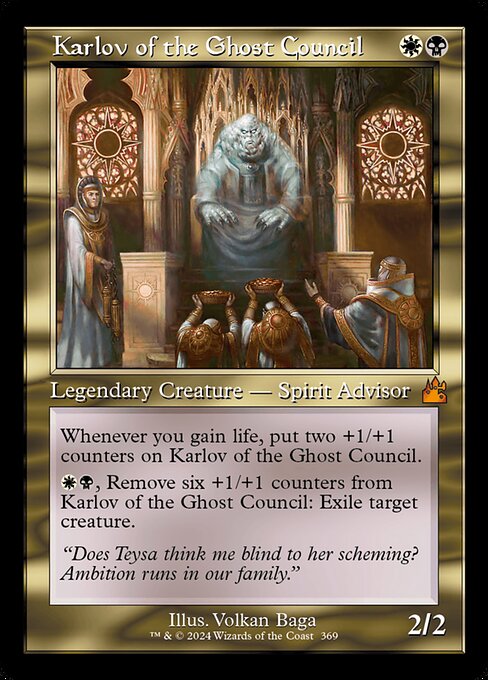 Karlov of the Ghost Council
Legendary Creature — Spirit Advisor
Whenever you gain life, put two +1/+1
counters on Karlov of the Ghost Council.
, Remove six +1/+1 counters from
Karlov of the Ghost Council: Exile target
creature.
“Does Teysa think me blind to her scheming?
Ambition runs in our family.”
Illus. Volkan Baga
™ & © 2024 Wizards of the Coast 369
2/2